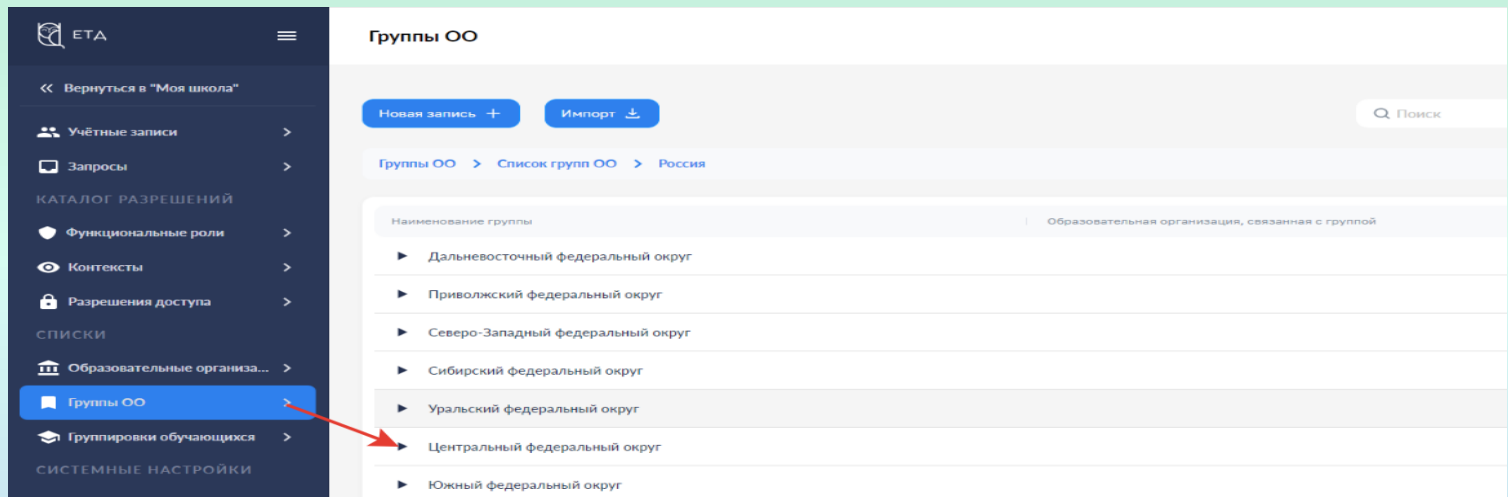 ЕТД
Группы ОО
Вернуться в "Моя школа"
Новая запись +
Импорт
Поиск
Учётные записи
Запросы
Группы ОО > Список групп ОО > Россия
КАТАЛОГ РАЗРЕШЕНИЙ
Функциональные роли
Контексты
Разрешения доступа
СПИСКИ
Образовательные организа...
Группы ОО
Группировки обучающихся
СИСТЕМНЫЕ НАСТРОЙКИ
Наименование группы
Образовательная организация, связанная с группой
Дальневосточный федеральный округ
Приволжский федеральный округ
Северо-Западный федеральный округ
Сибирский федеральный округ
Уральский федеральный округ
Центральный федеральный округ
Южный федеральный округ